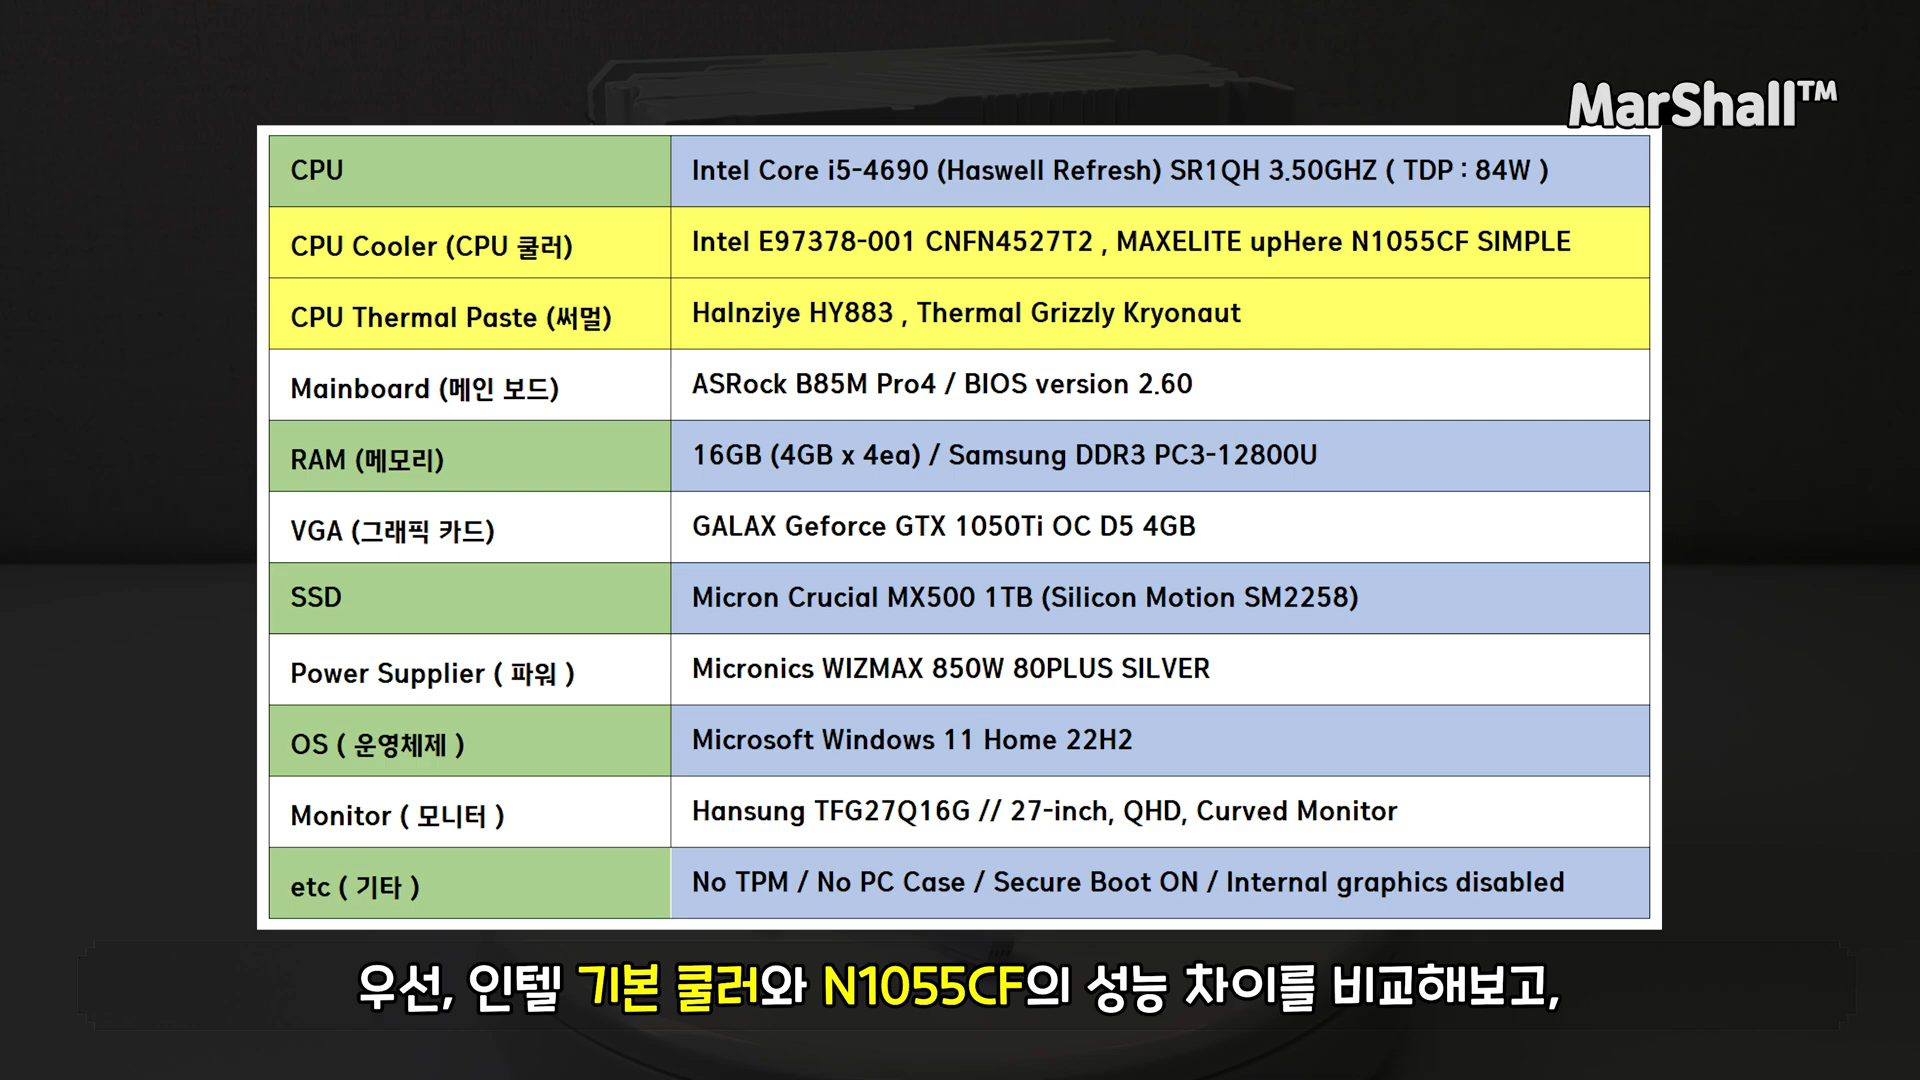 MarShall™
CPU
Intel Core i5-4690 (Haswell Refresh) SR1QH 3.50GHZ ( TDP : 84W )
CPU Cooler (CPU 쿨러)
Intel E97378-001 CNFN4527T2 , MAXELITE upHere N1055CF SIMPLE
CPU Thermal Paste (써멀)
Halnziye HY883 , Thermal Grizzly Kryonaut
Mainboard (메인 보드)
ASRock B85M Pro4 / BIOS version 2.60
RAM (메모리)
16GB (4GB x 4ea) / Samsung DDR3 PC3-12800U
VGA (그래픽 카드)
GALAX Geforce GTX 1050Ti OC D5 4GB
SSD
Micron Crucial MX500 1TB (Silicon Motion SM2258)
Power Supplier ( 파워 )
Micronics WIZMAX 850W 80PLUS SILVER
OS ( 운영체제 )
Microsoft Windows 11 Home 22H2
Monitor ( 모니터 )
Hansung TFG27Q16G // 27-inch, QHD, Curved Monitor
etc ( 기타 )
No TPM / No PC Case / Secure Boot ON / Internal graphics disabled
우선, 인텔 기본 쿨러와 N1055CF의 성능 차이를 비교해보고,